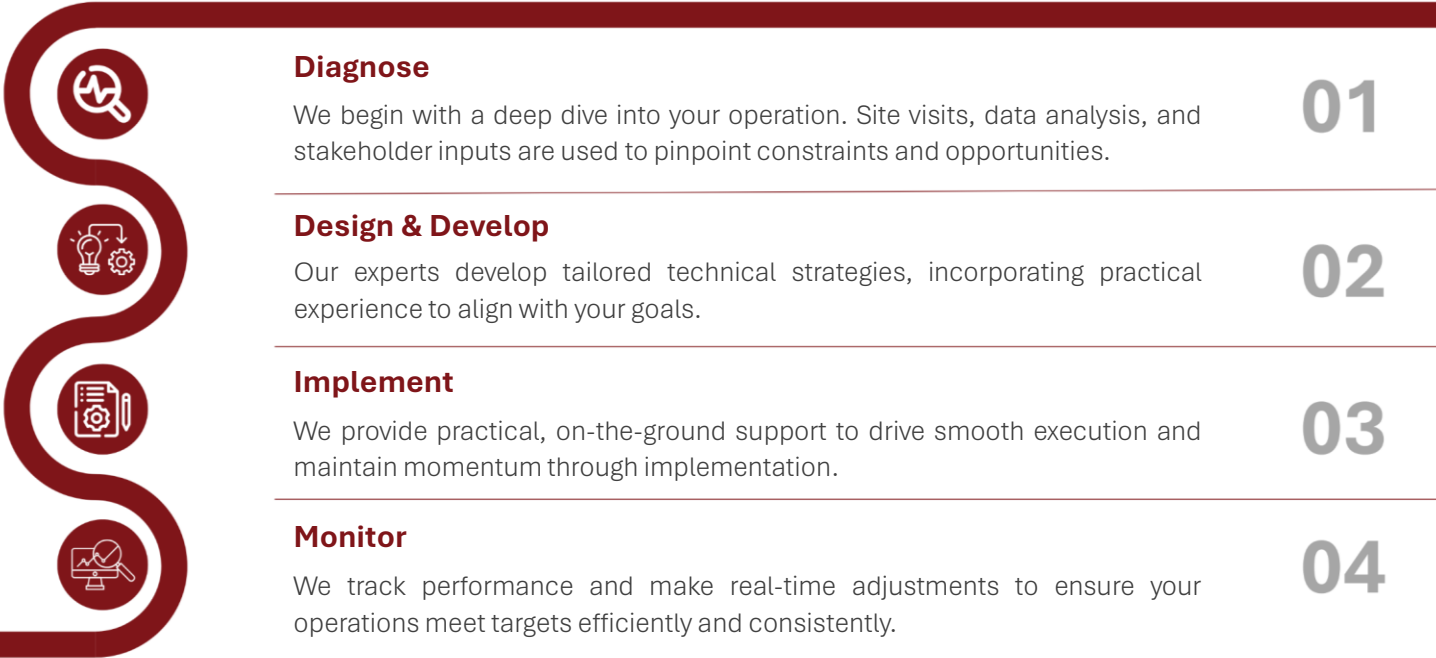 Diagnose
We begin with a deep dive into your operation. Site visits, data analysis, and
stakeholder inputs are used to pinpoint constraints and opportunities.
01
Design & Develop
Our experts develop tailored technical strategies, incorporating practical
experience to align with your goals.
02
Implement
We provide practical, on-the-ground support to drive smooth execution and
maintain momentum through implementation.
03
Monitor
We track performance and make real-time adjustments to ensure your
operations meet targets efficiently and consistently.
04